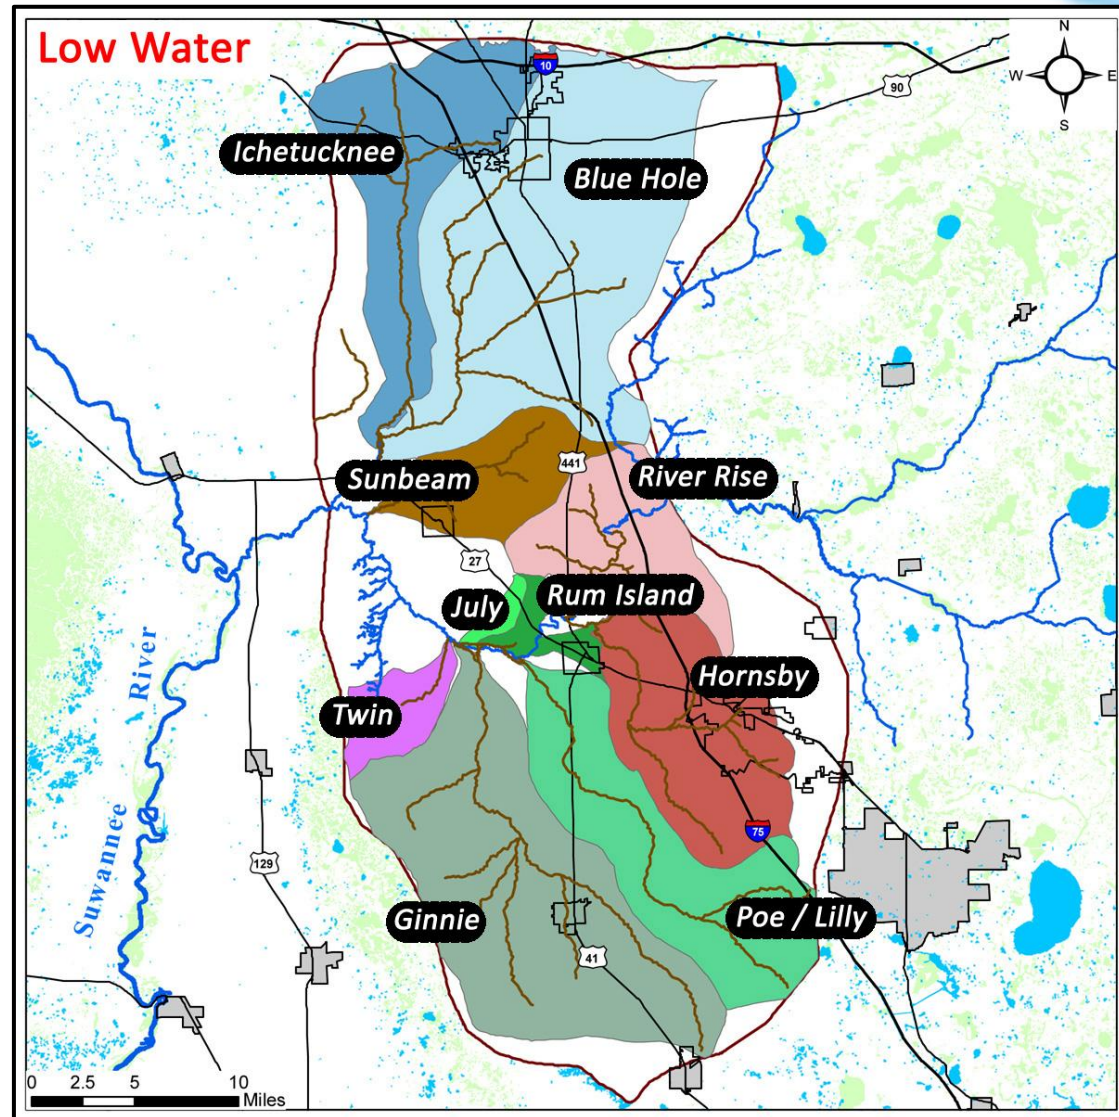 Low Water
N
W E
S
10
90
Ichetucknee
Blue Hole
441
Sunbeam
River Rise
27
July
Rum Island
Hornsby
Twin
Suwannee River
75
129
Ginnie
Poe / Lilly
41
0 2.5 5 10
Miles